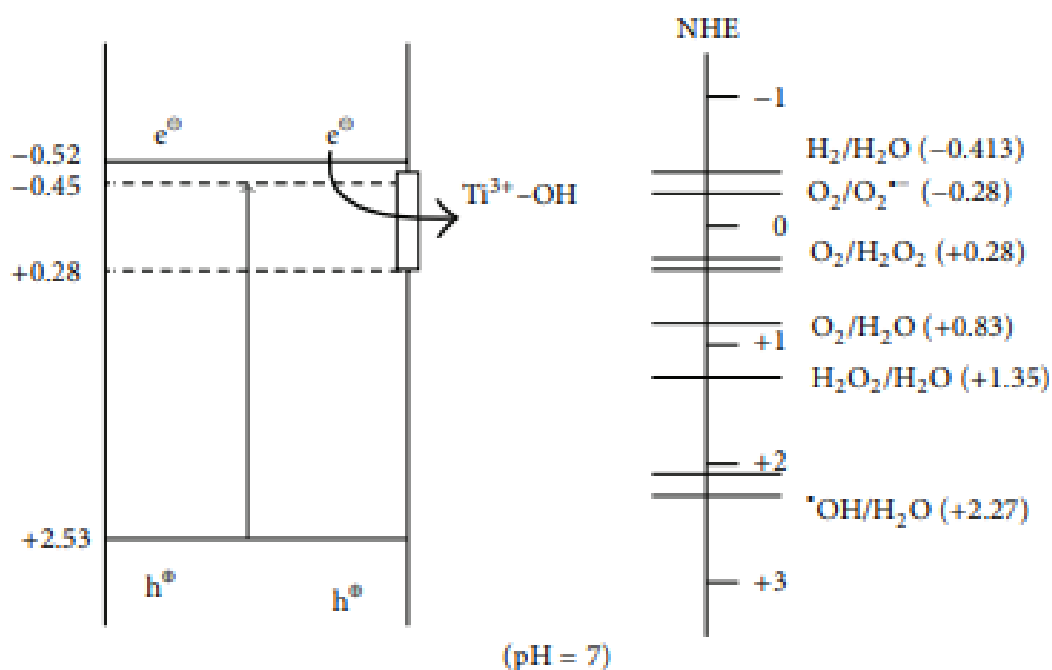 NHE
−1
e⊖ e⊖
−0.52
−0.45
+0.28
Ti³⁺–OH
H₂/H₂O (−0.413)
O₂/O₂•− (−0.28)
0
O₂/H₂O₂ (+0.28)
O₂/H₂O (+0.83)
+1
H₂O₂/H₂O (+1.35)
+2
•OH/H₂O (+2.27)
+2.53
h⊕ h⊕
+3
(pH = 7)